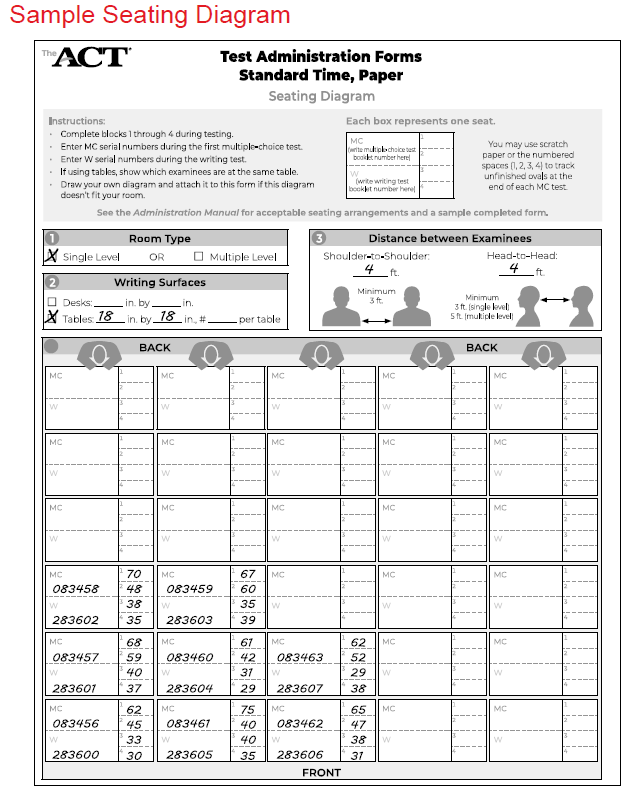 Sample Seating Diagram
The ACT®
Test Administration Forms
Standard Time, Paper
Seating Diagram
Instructions:
· Complete blocks 1 through 4 during testing.
· Enter MC serial numbers during the first multiple-choice test.
· Enter W serial numbers during the writing test.
· If using tables, show which examinees are at the same table.
· Draw your own diagram and attach it to this form if this diagram
doesn't fit your room.
Each box represents one seat.
MC
(write multiple-choice test
booklet number here)
W
(write writing test
booklet number here)
1
2
3
4
You may use scratch
paper or the numbered
spaces (1, 2, 3, 4) to track
unfinished ovals at the
end of each MC test.
See the Administration Manual for acceptable seating arrangements and a sample completed form.
1 Room Type
X Single Level OR Multiple Level
2 Writing Surfaces
Desks: in. by in.
X Tables: 18 in. by 18 in., # per table
3 Distance between Examinees
Shoulder-to-Shoulder: Head-to-Head:
4 ft. 4 ft.
Minimum
3 ft.
Minimum
3 ft. (single level)
5 ft. (multiple level)
BACK BACK
MC 1 MC 1 MC 1 MC 1 MC 1
2 2 2 2 2
W 3 W 3 W 3 W 3 W 3
4 4 4 4 4
MC 1 MC 1 MC 1 MC 1 MC 1
2 2 2 2 2
W 3 W 3 W 3 W 3 W 3
4 4 4 4 4
MC 1 MC 1 MC 1 MC 1 MC 1
2 2 2 2 2
W 3 W 3 W 3 W 3 W 3
4 4 4 4 4
MC 1 70 MC 1 67 MC 1 MC 1 MC 1
083458 2 48 083459 2 60 2 2 2
W 3 38 W 3 35 W 3 W 3 W 3
283602 4 35 283603 4 39 4 4 4
MC 1 68 MC 1 61 MC 1 62 MC 1 MC 1
083457 2 59 083460 2 42 083463 2 52 2 2
W 3 40 W 3 31 W 3 29 W 3 W 3
283601 4 37 283604 4 29 283607 4 38 4 4
MC 1 62 MC 1 75 MC 1 65 MC 1 MC 1
083456 2 45 083461 2 40 083462 2 47 2 2
W 3 33 W 3 40 W 3 38 W 3 W 3
283600 4 30 283605 4 35 283606 4 31 4 4
FRONT